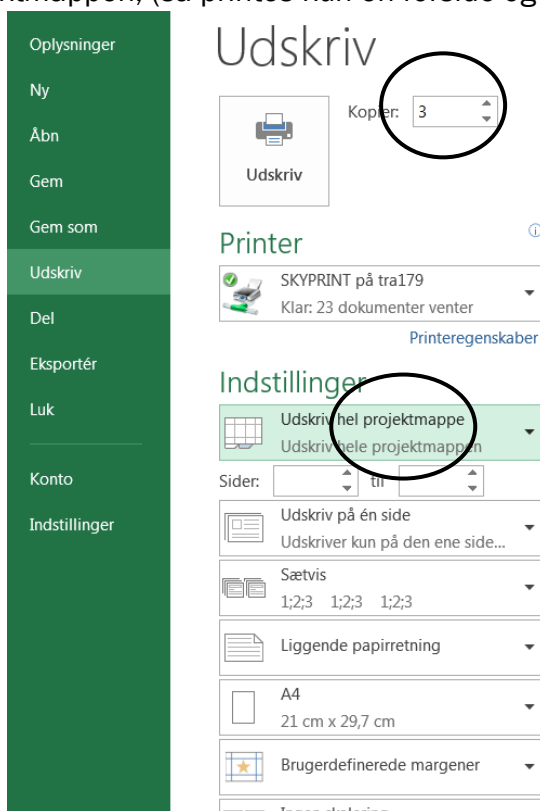 Oplysninger
Ny
Åbn
Gem
Gem som
Udskriv
Del
Eksportér
Luk
Konto
Indstillinger
Udskriv
Kopier: 3
Udskriv
Printer
SKYPRINT på tra179
Klar: 23 dokumenter venter
Printeregenskaber
Indstillinger
Udskriv hel projektmappe
Udskriv hele projektmappen
Sider: til
Udskriv på én side
Udskriver kun på den ene side...
Sætvis
1;2;3 1;2;3 1;2;3
Liggende papirretning
A4
21 cm x 29,7 cm
Brugerdefinerede margener